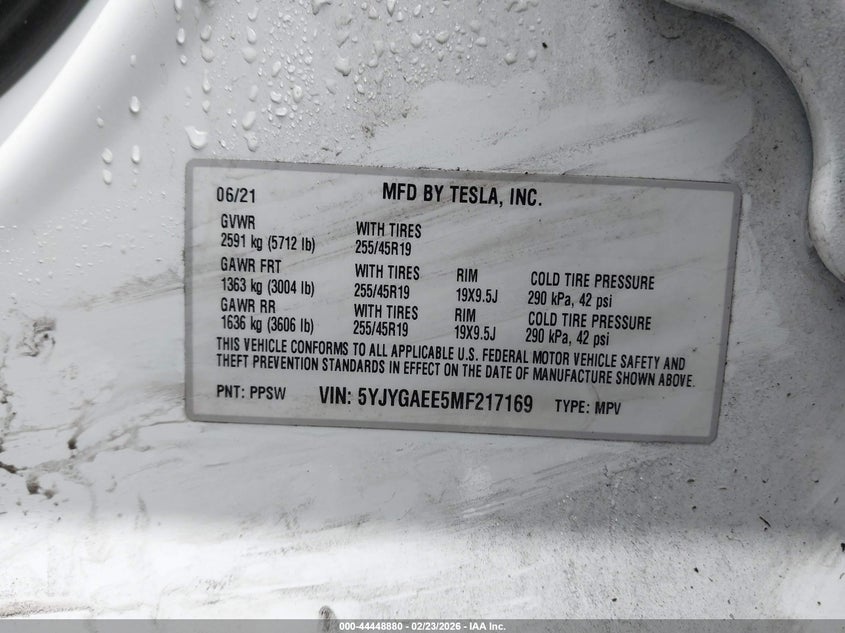 06/21 MFD BY TESLA, INC.
GVWR WITH TIRES
2591 kg (5712 lb) 255/45R19
GAWR FRT WITH TIRES RIM COLD TIRE PRESSURE
1363 kg (3004 lb) 255/45R19 19X9.5J 290 kPa, 42 psi
GAWR RR WITH TIRES RIM COLD TIRE PRESSURE
1636 kg (3606 lb) 255/45R19 19X9.5J 290 kPa, 42 psi
THIS VEHICLE CONFORMS TO ALL APPLICABLE U.S. FEDERAL MOTOR VEHICLE SAFETY AND
THEFT PREVENTION STANDARDS IN EFFECT ON THE DATE OF MANUFACTURE SHOWN ABOVE.
PNT: PPSW VIN: 5YJYGAEE5MF217169 TYPE: MPV
000-44448880 - 02/23/2026 - IAA Inc.